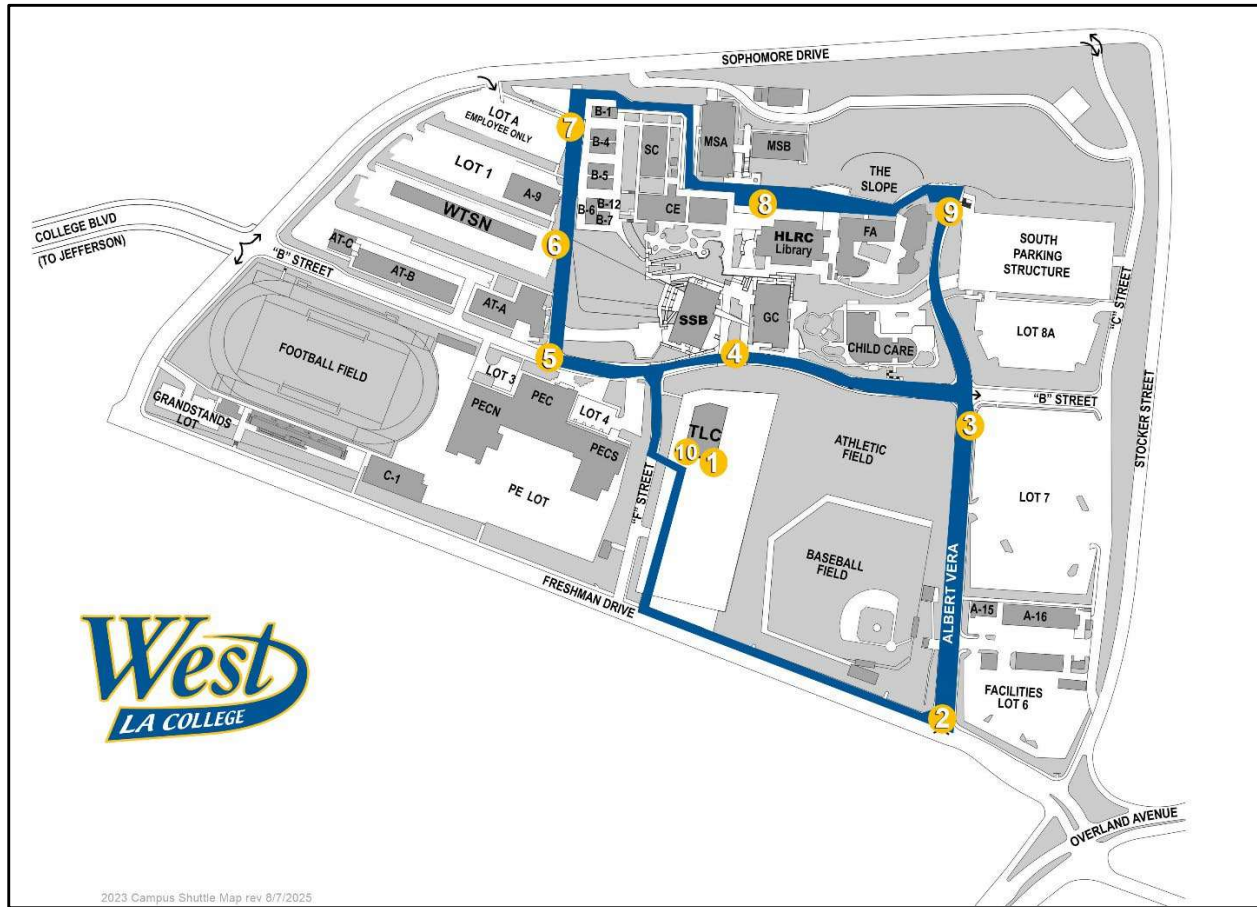 SOPHOMORE DRIVE
LOT A
EMPLOYEE ONLY
7
B-1
B-4
B-5
B-6
B-12
B-7
SC
MSA
MSB
THE
SLOPE
LOT 1
A-9
WTSN
CE
8
9
HLRC
Library
FA
SOUTH
PARKING
STRUCTURE
COLLEGE BLVD
(TO JEFFERSON)
"B" STREET
AT-C
AT-B
AT-A
6
SSB
GC
CHILD CARE
LOT 8A
"C" STREET
STOCKER STREET
5
4
"B" STREET
3
FOOTBALL FIELD
LOT 3
PEC
LOT 4
PECN
PECS
GRANDSTANDS
LOT
C-1
PE LOT
"F" STREET
TLC
10
1
ATHLETIC
FIELD
LOT 7
BASEBALL
FIELD
ALBERT VERA
FRESHMAN DRIVE
A-15
A-16
FACILITIES
LOT 6
2
OVERLAND AVENUE
West
LA COLLEGE
2023 Campus Shuttle Map rev 8/7/2025